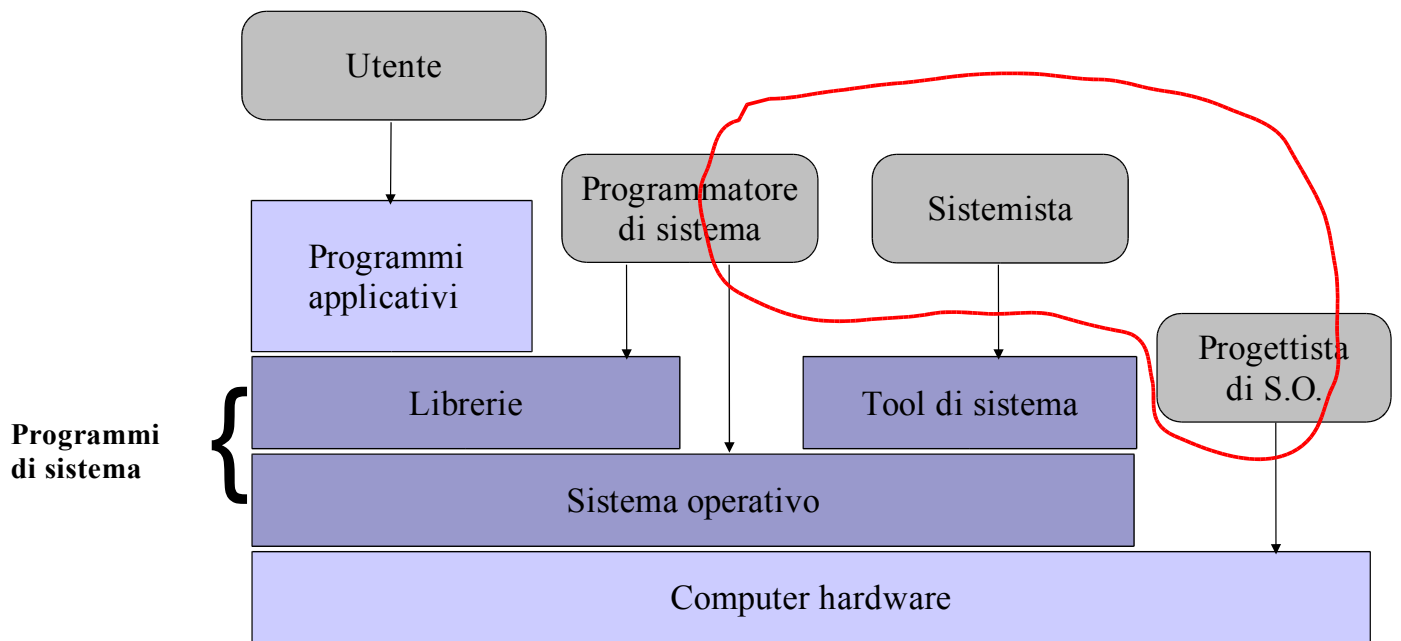 Utente
Programmatore
di sistema
Sistemista
Programmi
applicativi
Progettista
di S.O.
Librerie
Tool di sistema
Programmi
di sistema
{
Sistema operativo
Computer hardware